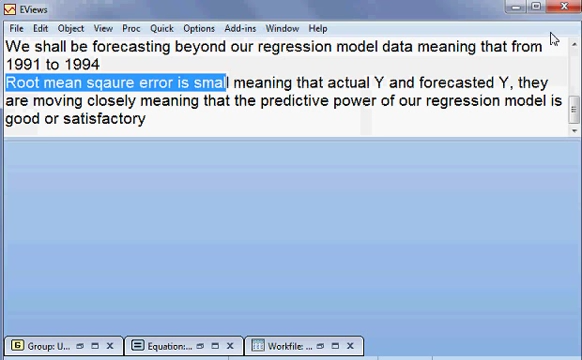 EViews
File Edit Object View Proc Quick Options Add-ins Window Help
We shall be forecasting beyond our regression model data meaning that from
1991 to 1994
Root mean sqaure error is small meaning that actual Y and forecasted Y, they
are moving closely meaning that the predictive power of our regression model is
good or satisfactory
Group: U... Equation:... Workfile: ...